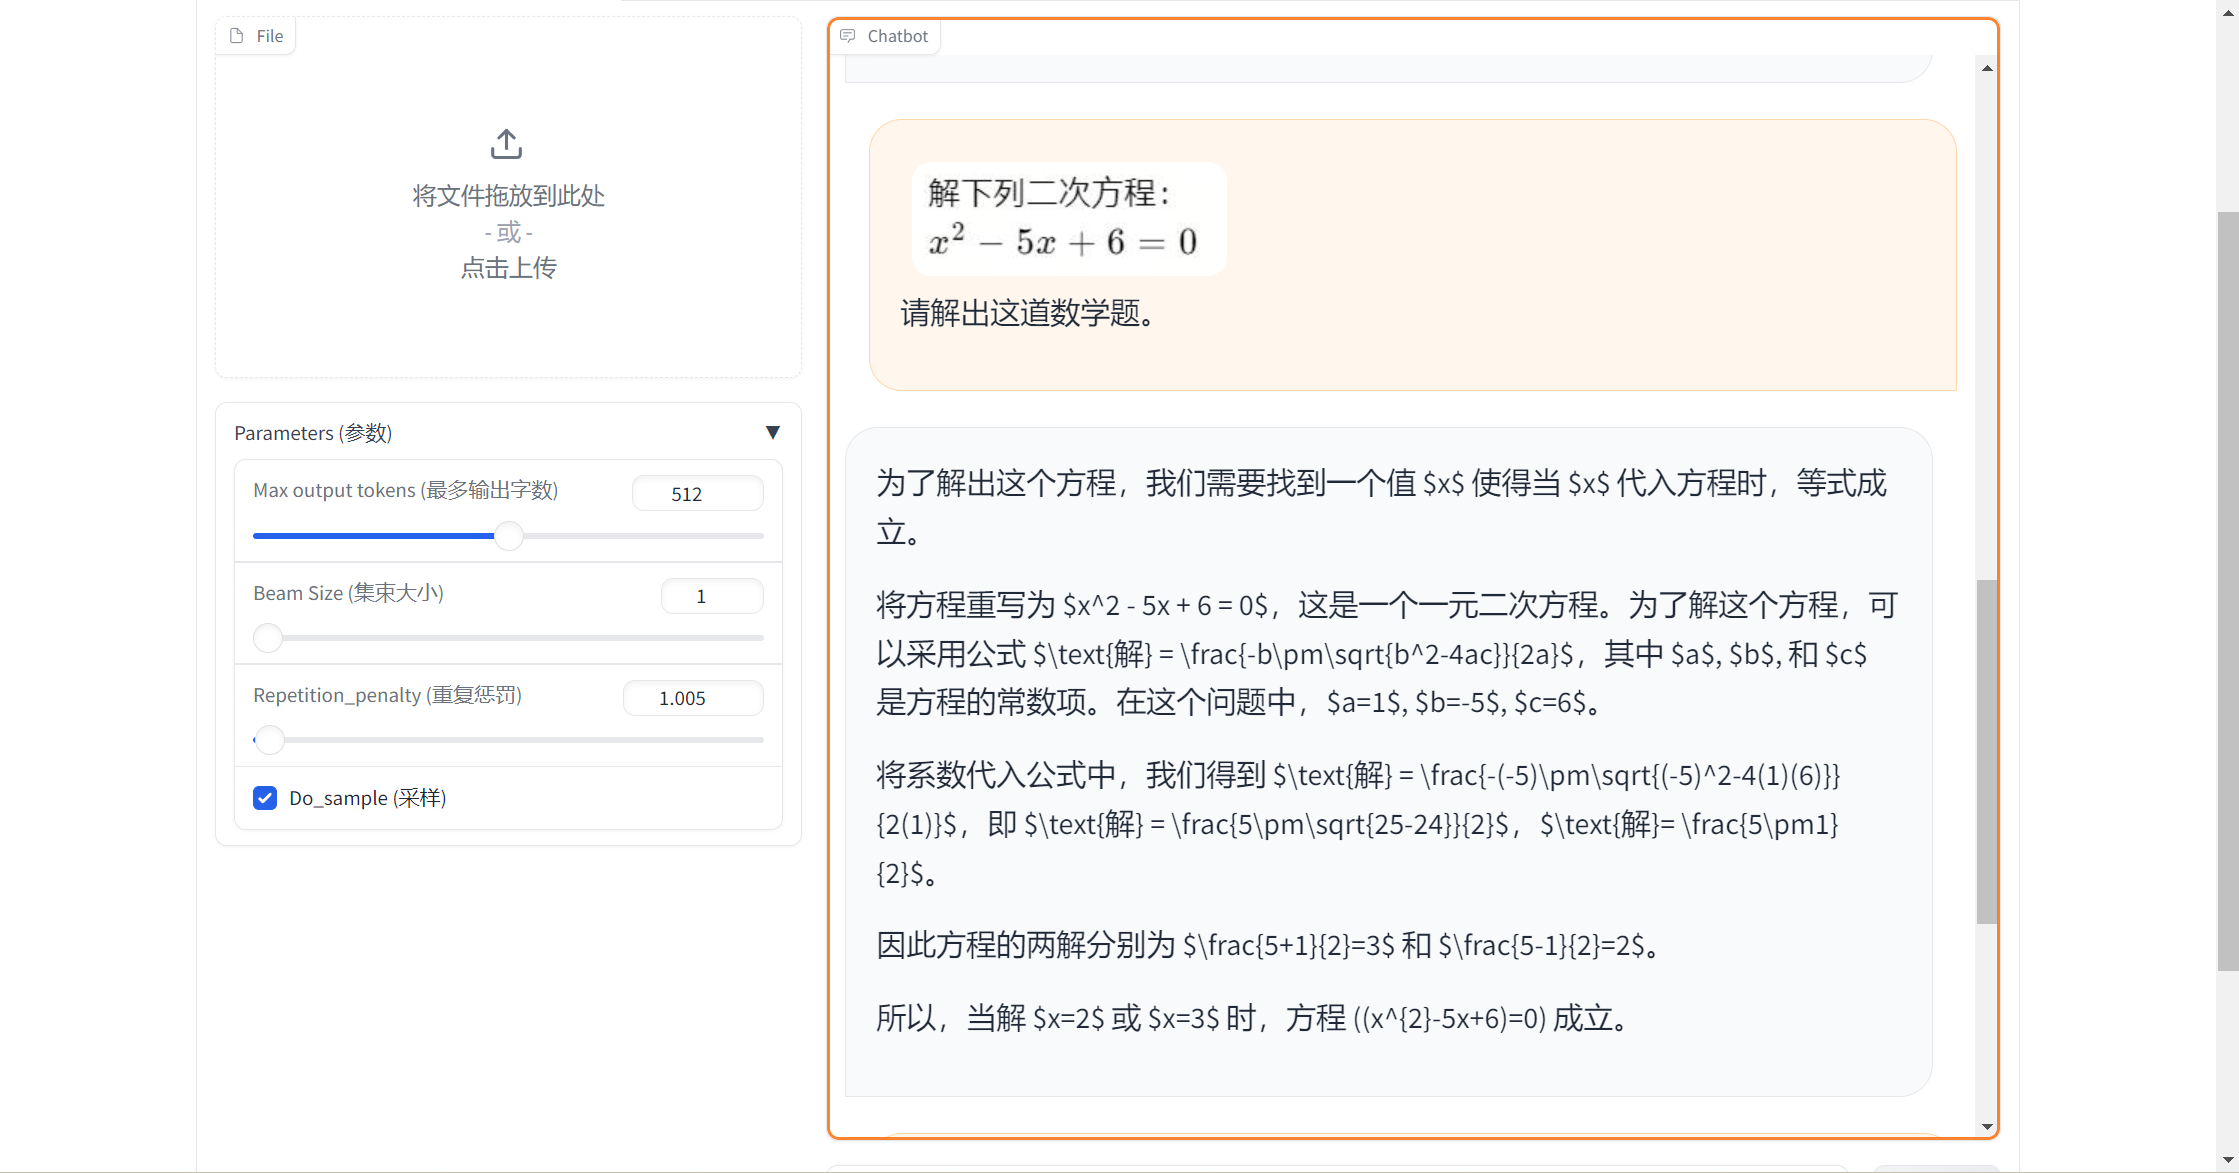 File
将文件拖放到此处
- 或 -
点击上传
Parameters (参数)
▼
Max output tokens (最多输出字数)
512
Beam Size (集束大小)
1
Repetition_penalty (重复惩罚)
1.005
Do_sample (采样)
Chatbot
解下列二次方程：
x² − 5x + 6 = 0
请解出这道数学题。
为了解出这个方程，我们需要找到一个值 $x$ 使得当 $x$ 代入方程时，等式成
立。
将方程重写为 $x^2 - 5x + 6 = 0$，这是一个一元二次方程。为了解这个方程，可
以采用公式 $\text{解} = \frac{-b\pm\sqrt{b^2-4ac}}{2a}$，其中 $a$, $b$, 和 $c$
是方程的常数项。在这个问题中，$a=1$, $b=-5$, $c=6$。
将系数代入公式中，我们得到 $\text{解} = \frac{-(-5)\pm\sqrt{(-5)^2-4(1)(6)}}
{2(1)}$，即 $\text{解} = \frac{5\pm\sqrt{25-24}}{2}$，$\text{解}= \frac{5\pm1}
{2}$。
因此方程的两解分别为 $\frac{5+1}{2}=3$ 和 $\frac{5-1}{2}=2$。
所以，当解 $x=2$ 或 $x=3$ 时，方程 ((x^{2}-5x+6)=0) 成立。